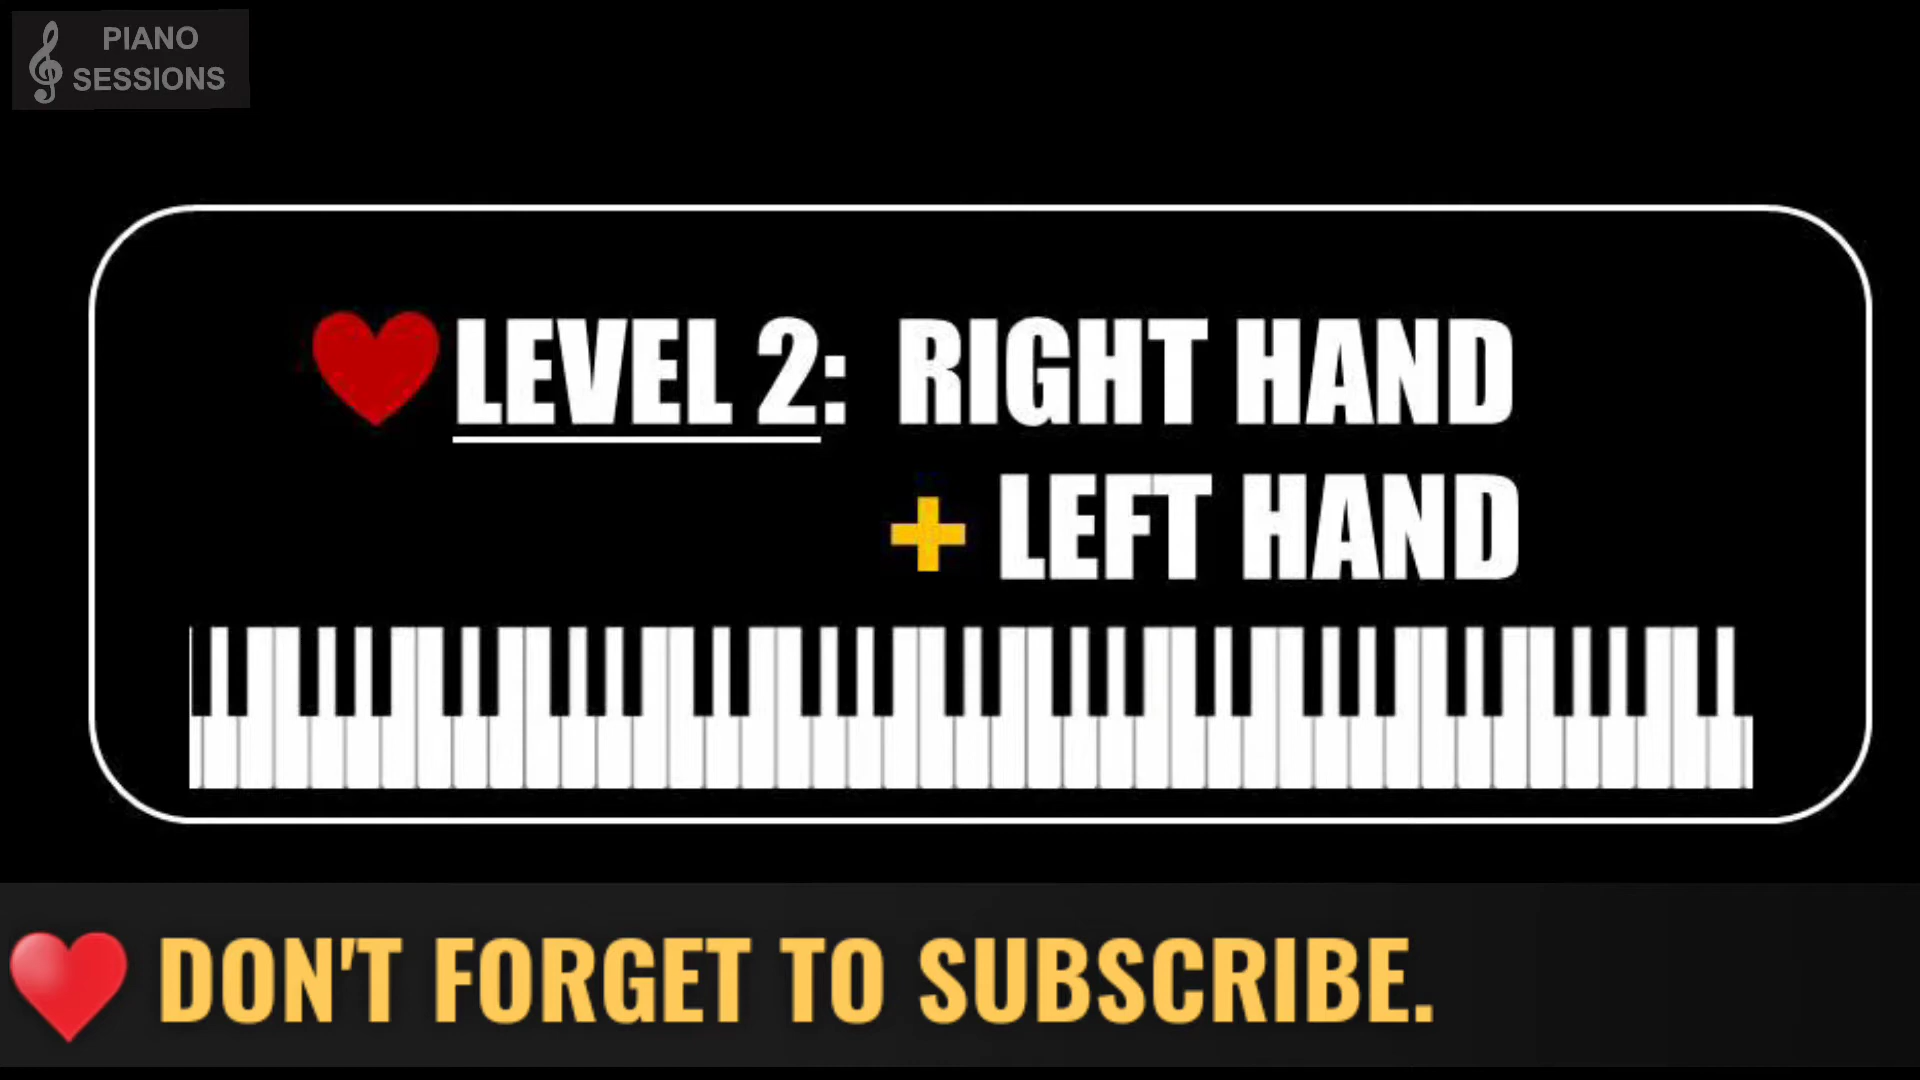 PIANO
SESSIONS
LEVEL 2: RIGHT HAND
+ LEFT HAND
DON'T FORGET TO SUBSCRIBE.